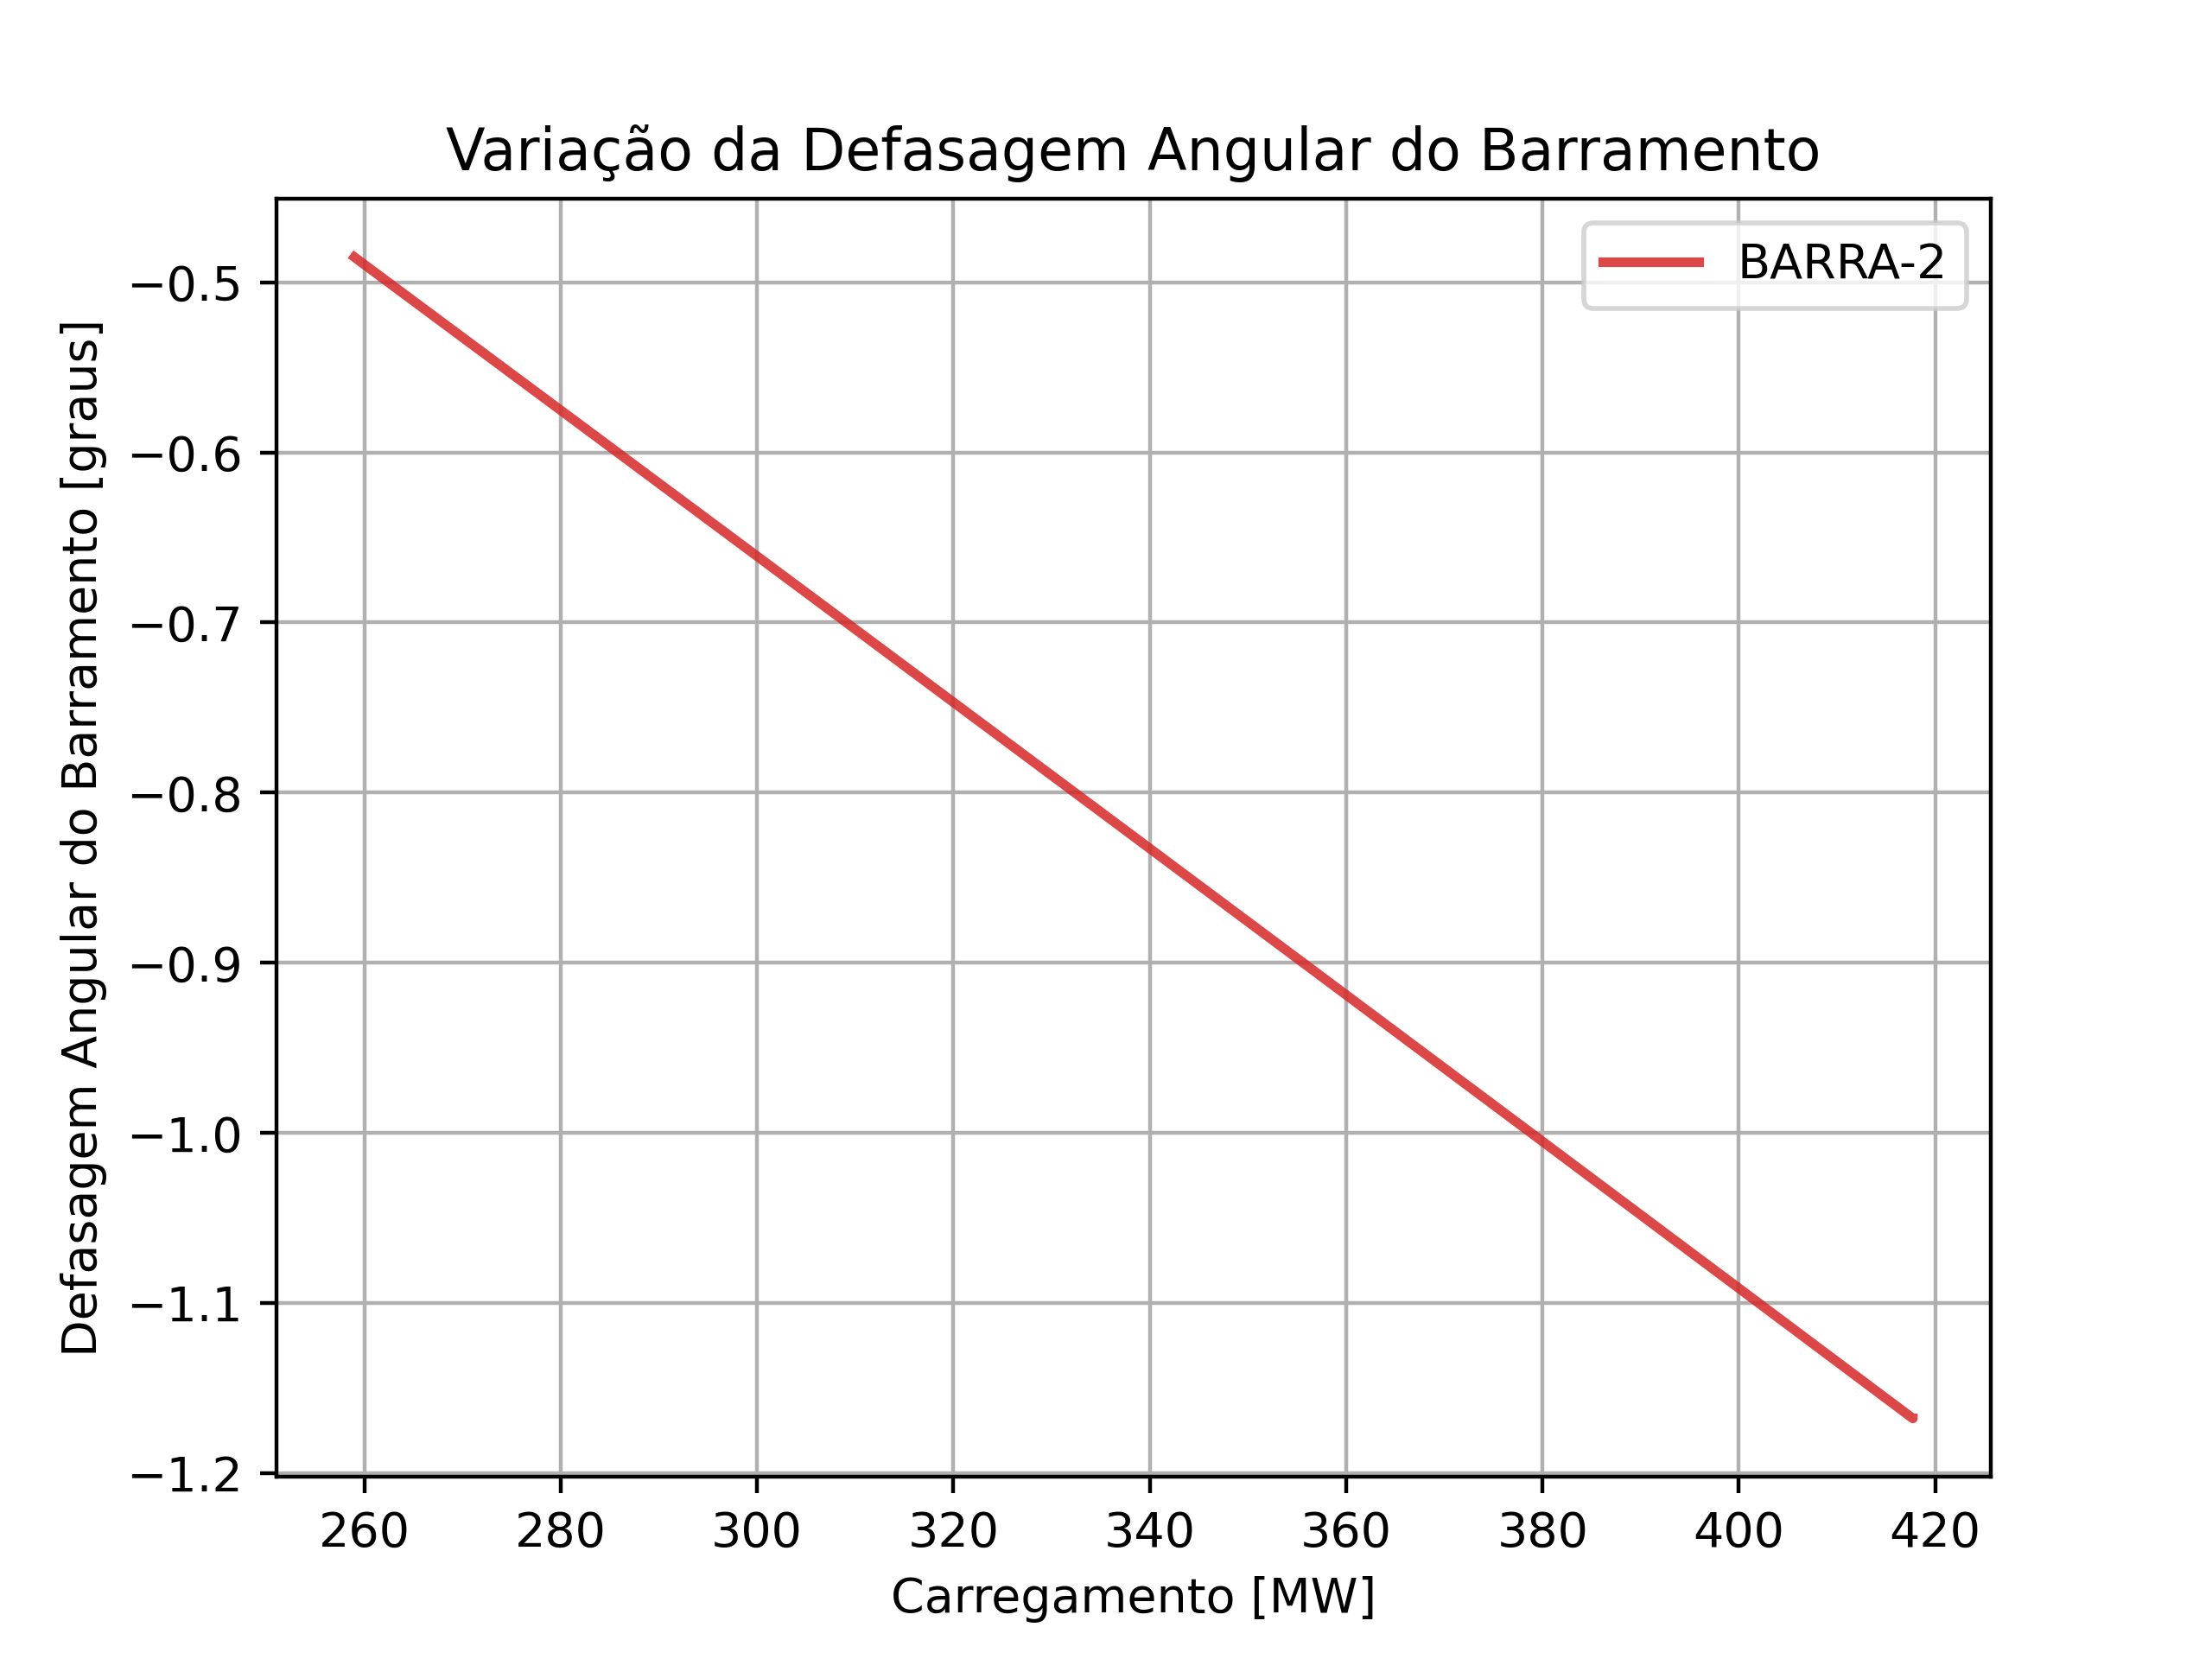 Variação da Defasagem Angular do Barramento
BARRA-2
Defasagem Angular do Barramento [graus]
−0.5
−0.6
−0.7
−0.8
−0.9
−1.0
−1.1
−1.2
260 280 300 320 340 360 380 400 420
Carregamento [MW]